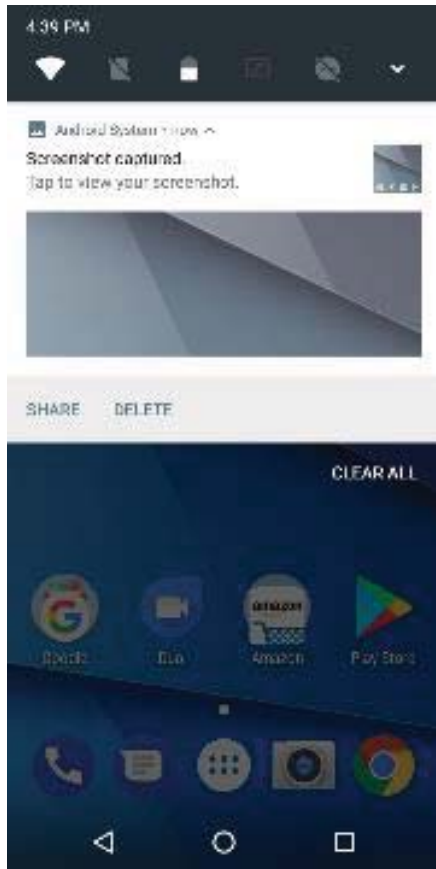 4:39 PM
Android System • now
Screenshot captured.
Tap to view your screenshot.
SHARE DELETE
CLEAR ALL
amazon
Google Duo Amazon Play Store